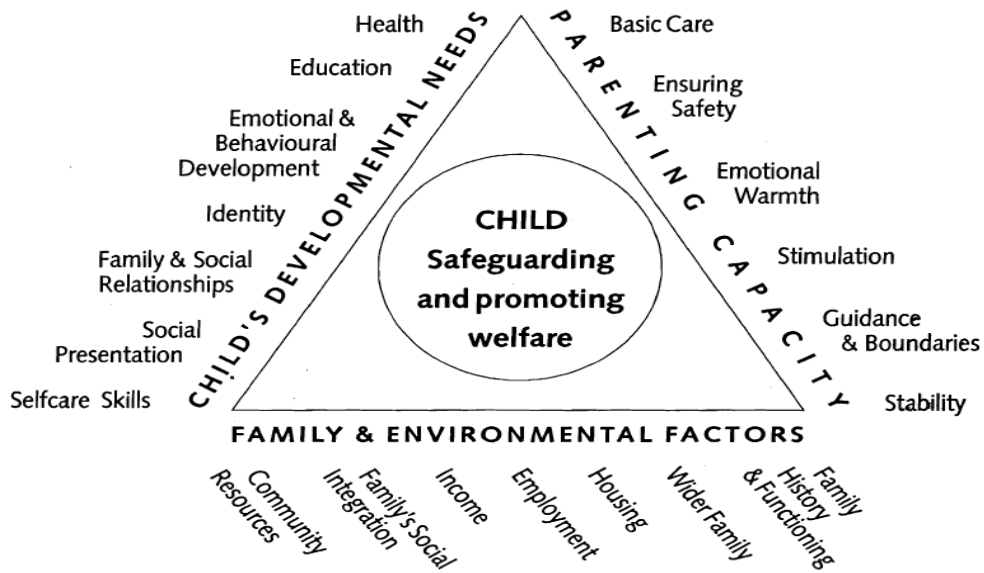 Health
Education
Emotional &
Behavioural
Development
Identity
Family & Social
Relationships
Social
Presentation
Selfcare Skills
CHILD'S DEVELOPMENTAL NEEDS
PARENTING CAPACITY
Basic Care
Ensuring
Safety
Emotional
Warmth
Stimulation
Guidance
& Boundaries
Stability
CHILD
Safeguarding
and promoting
welfare
FAMILY & ENVIRONMENTAL FACTORS
Community
Resources
Family's Social
Integration
Income
Employment
Housing
Wider Family
Family
History
& Functioning